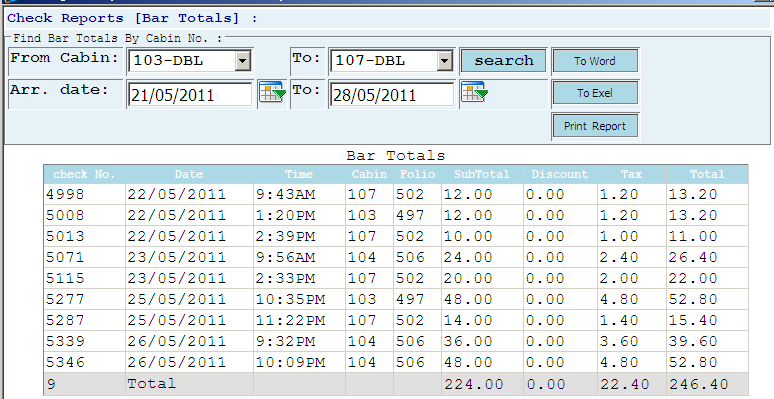 Check Reports [Bar Totals] :
Find Bar Totals By Cabin No. :
From Cabin: 103-DBL To: 107-DBL search To Word
Arr. date: 21/05/2011 To: 28/05/2011 To Exel
Print Report
Bar Totals
check No. Date Time Cabin Folio SubTotal Discount Tax Total
4998 22/05/2011 9:43AM 107 502 12.00 0.00 1.20 13.20
5008 22/05/2011 1:20PM 103 497 12.00 0.00 1.20 13.20
5013 22/05/2011 2:39PM 107 502 10.00 0.00 1.00 11.00
5071 23/05/2011 9:56AM 104 506 24.00 0.00 2.40 26.40
5115 23/05/2011 2:33PM 107 502 20.00 0.00 2.00 22.00
5277 25/05/2011 10:35PM 103 497 48.00 0.00 4.80 52.80
5287 25/05/2011 11:22PM 107 502 14.00 0.00 1.40 15.40
5339 26/05/2011 9:32PM 104 506 36.00 0.00 3.60 39.60
5346 26/05/2011 10:09PM 104 506 48.00 0.00 4.80 52.80
9 Total 224.00 0.00 22.40 246.40